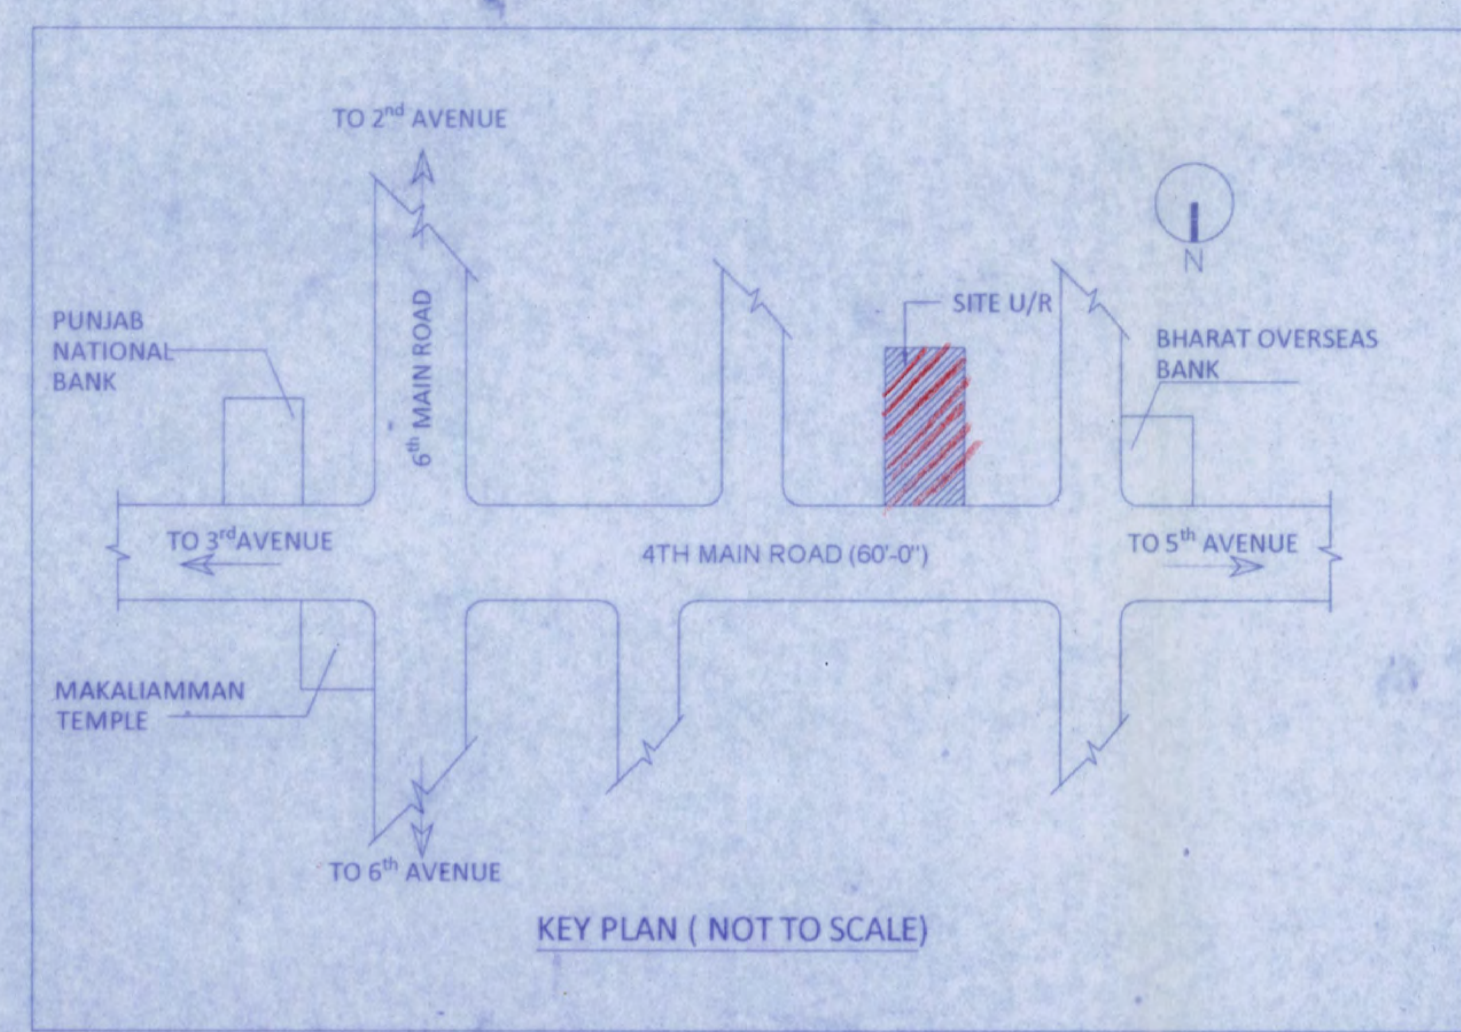 TO 2nd AVENUE
N
SITE U/R
PUNJAB
NATIONAL
BANK
6th MAIN ROAD
BHARAT OVERSEAS
BANK
TO 3rd AVENUE
4TH MAIN ROAD (60'-0")
TO 5th AVENUE
MAKALIAMMAN
TEMPLE
TO 6th AVENUE
KEY PLAN ( NOT TO SCALE)